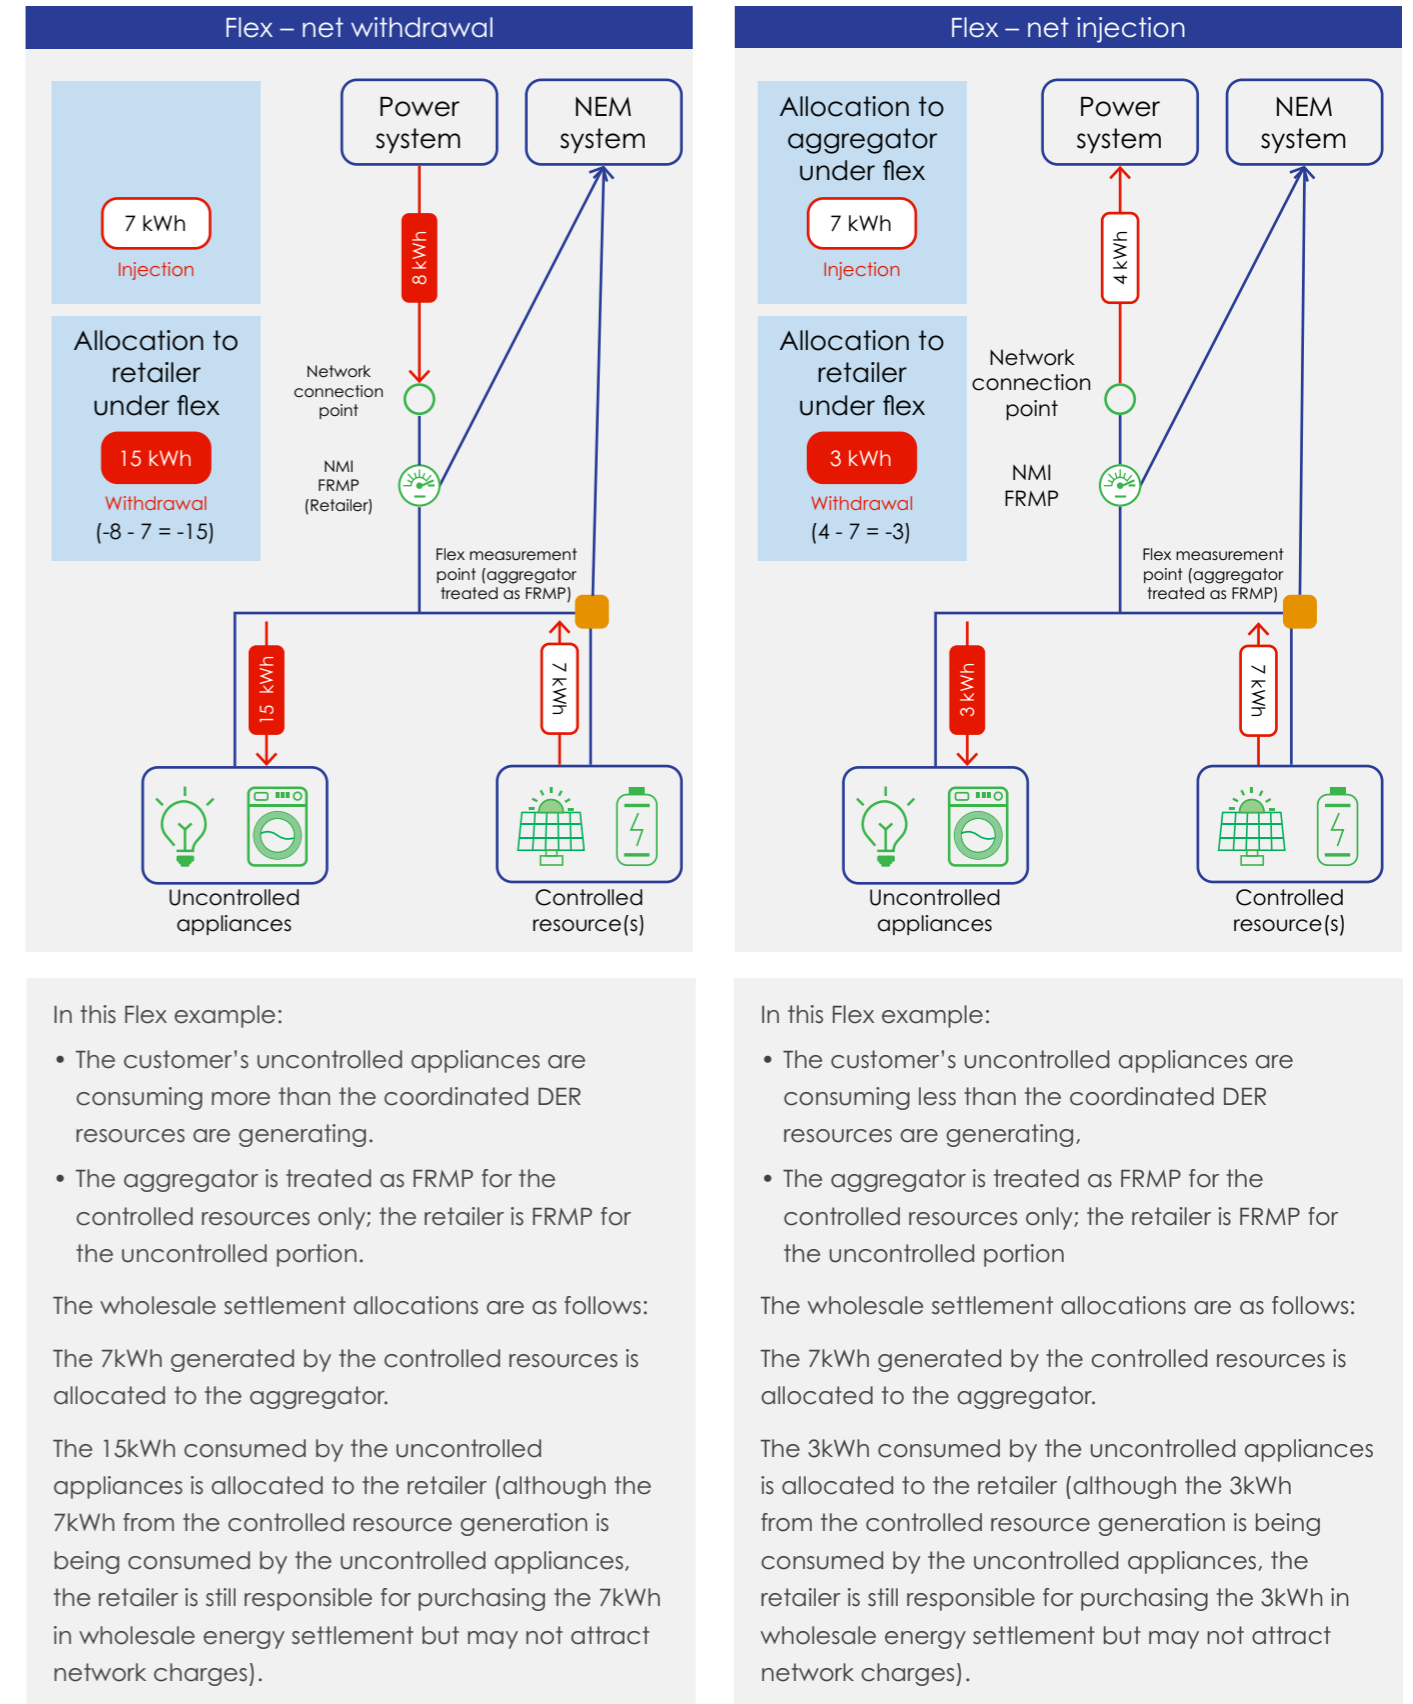 Flex – net withdrawal
7 kWh
Injection
Allocation to
retailer
under flex
15 kWh
Withdrawal
(-8 - 7 = -15)
Power
system
NEM
system
8 kWh
Network
connection
point
NMI
FRMP
(Retailer)
Flex measurement
point (aggregator
treated as FRMP)
15 kWh
7 kWh
Uncontrolled
appliances
Controlled
resource(s)
Flex – net injection
Allocation to
aggregator
under flex
7 kWh
Injection
Allocation to
retailer
under flex
3 kWh
Withdrawal
(4 - 7 = -3)
Power
system
NEM
system
4 kWh
Network
connection
point
NMI
FRMP
Flex measurement
point (aggregator
treated as FRMP)
3 kWh
7 kWh
Uncontrolled
appliances
Controlled
resource(s)
In this Flex example:
• The customer's uncontrolled appliances are
consuming more than the coordinated DER
resources are generating.
• The aggregator is treated as FRMP for the
controlled resources only; the retailer is FRMP for
the uncontrolled portion.
The wholesale settlement allocations are as follows:
The 7kWh generated by the controlled resources is
allocated to the aggregator.
The 15kWh consumed by the uncontrolled
appliances is allocated to the retailer (although the
7kWh from the controlled resource generation is
being consumed by the uncontrolled appliances,
the retailer is still responsible for purchasing the 7kWh
in wholesale energy settlement but may not attract
network charges).
In this Flex example:
• The customer's uncontrolled appliances are
consuming less than the coordinated DER
resources are generating,
• The aggregator is treated as FRMP for the
controlled resources only; the retailer is FRMP for
the uncontrolled portion
The wholesale settlement allocations are as follows:
The 7kWh generated by the controlled resources is
allocated to the aggregator.
The 3kWh consumed by the uncontrolled appliances
is allocated to the retailer (although the 3kWh
from the controlled resource generation is being
consumed by the uncontrolled appliances, the
retailer is still responsible for purchasing the 3kWh in
wholesale energy settlement but may not attract
network charges).